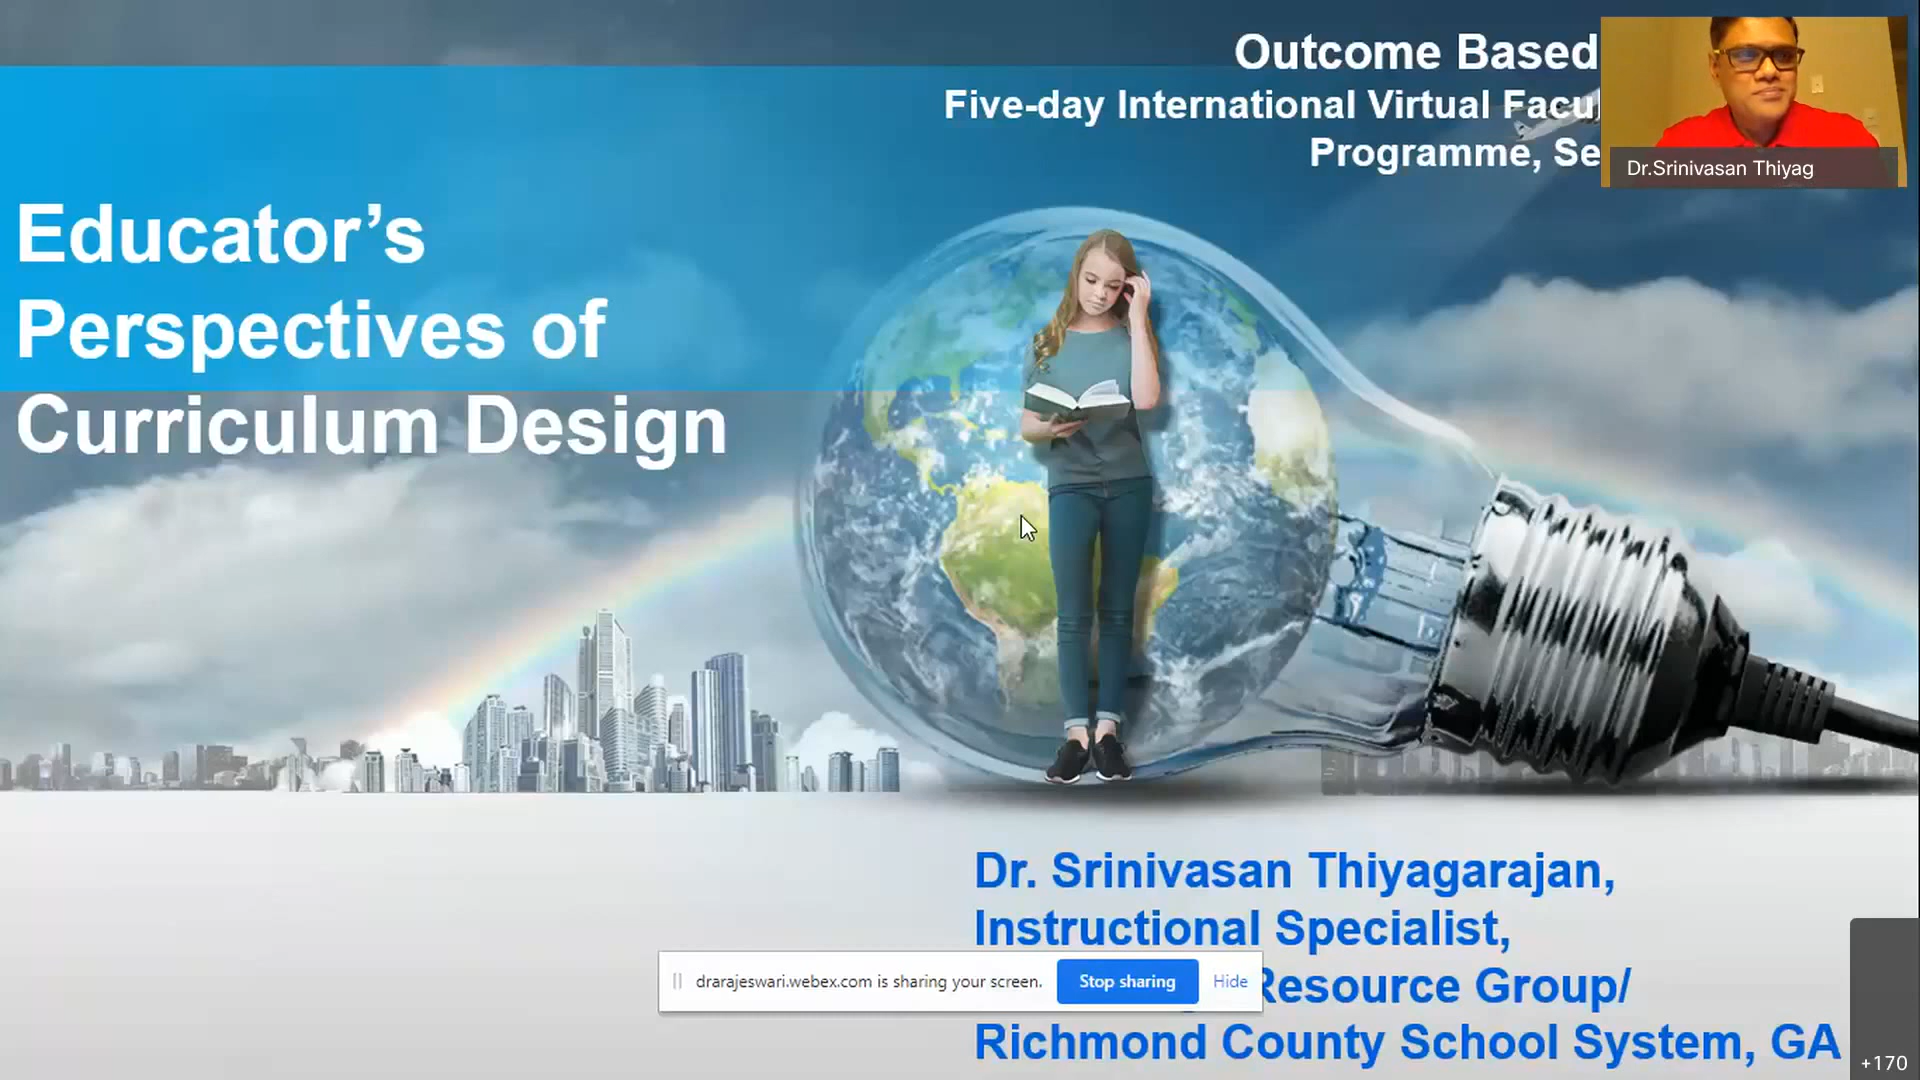 Outcome Based
Five-day International Virtual Facu
Programme, Se
Dr.Srinivasan Thiyag
Educator’s
Perspectives of
Curriculum Design
Dr. Srinivasan Thiyagarajan,
Instructional Specialist,
Resource Group/
Richmond County School System, GA
drarajeswari.webex.com is sharing your screen.
Stop sharing
Hide
+170